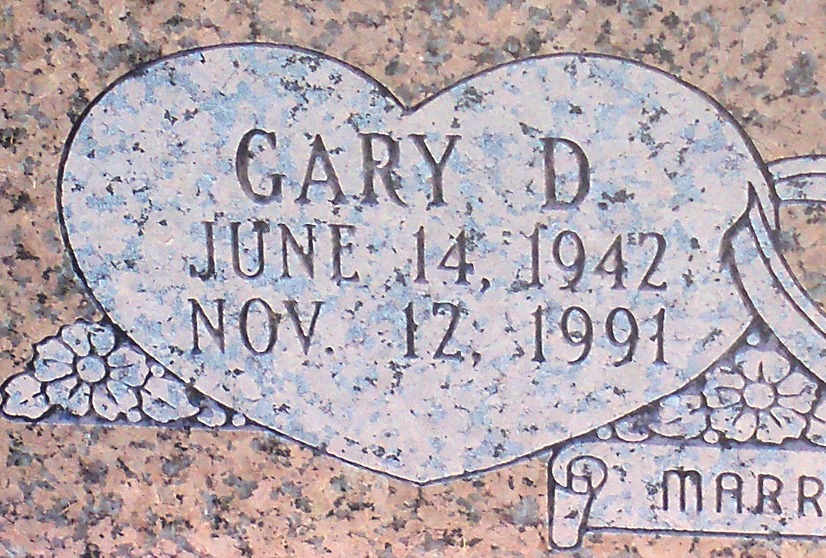 GARY D.
JUNE 14, 1942
NOV. 12, 1991